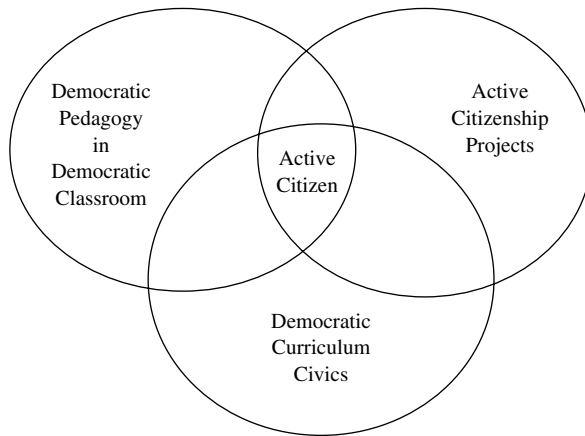 Democratic
Pedagogy
in
Democratic
Classroom
Active
Citizenship
Projects
Active
Citizen
Democratic
Curriculum
Civics